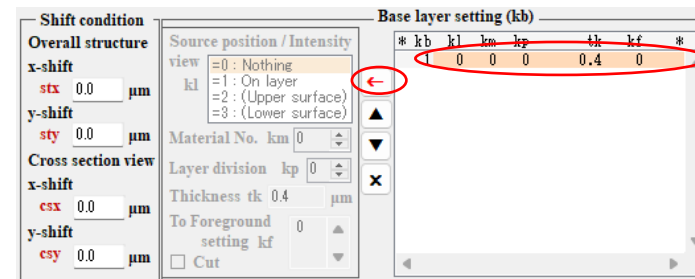 Shift condition
Overall structure
x-shift
stx 0.0 μm
y-shift
sty 0.0 μm
Cross section view
x-shift
csx 0.0 μm
y-shift
csy 0.0 μm
Source position / Intensity
view
kl
=0 : Nothing
=1 : On layer
=2 : (Upper surface)
=3 : (Lower surface)
Material No. km 0
Layer division kp 0
Thickness tk 0.4 μm
To Foreground
setting kf 0
Cut
←
▲
▼
×
Base layer setting (kb)
* kb kl km kp tk kf *
1 0 0 0 0.4 0